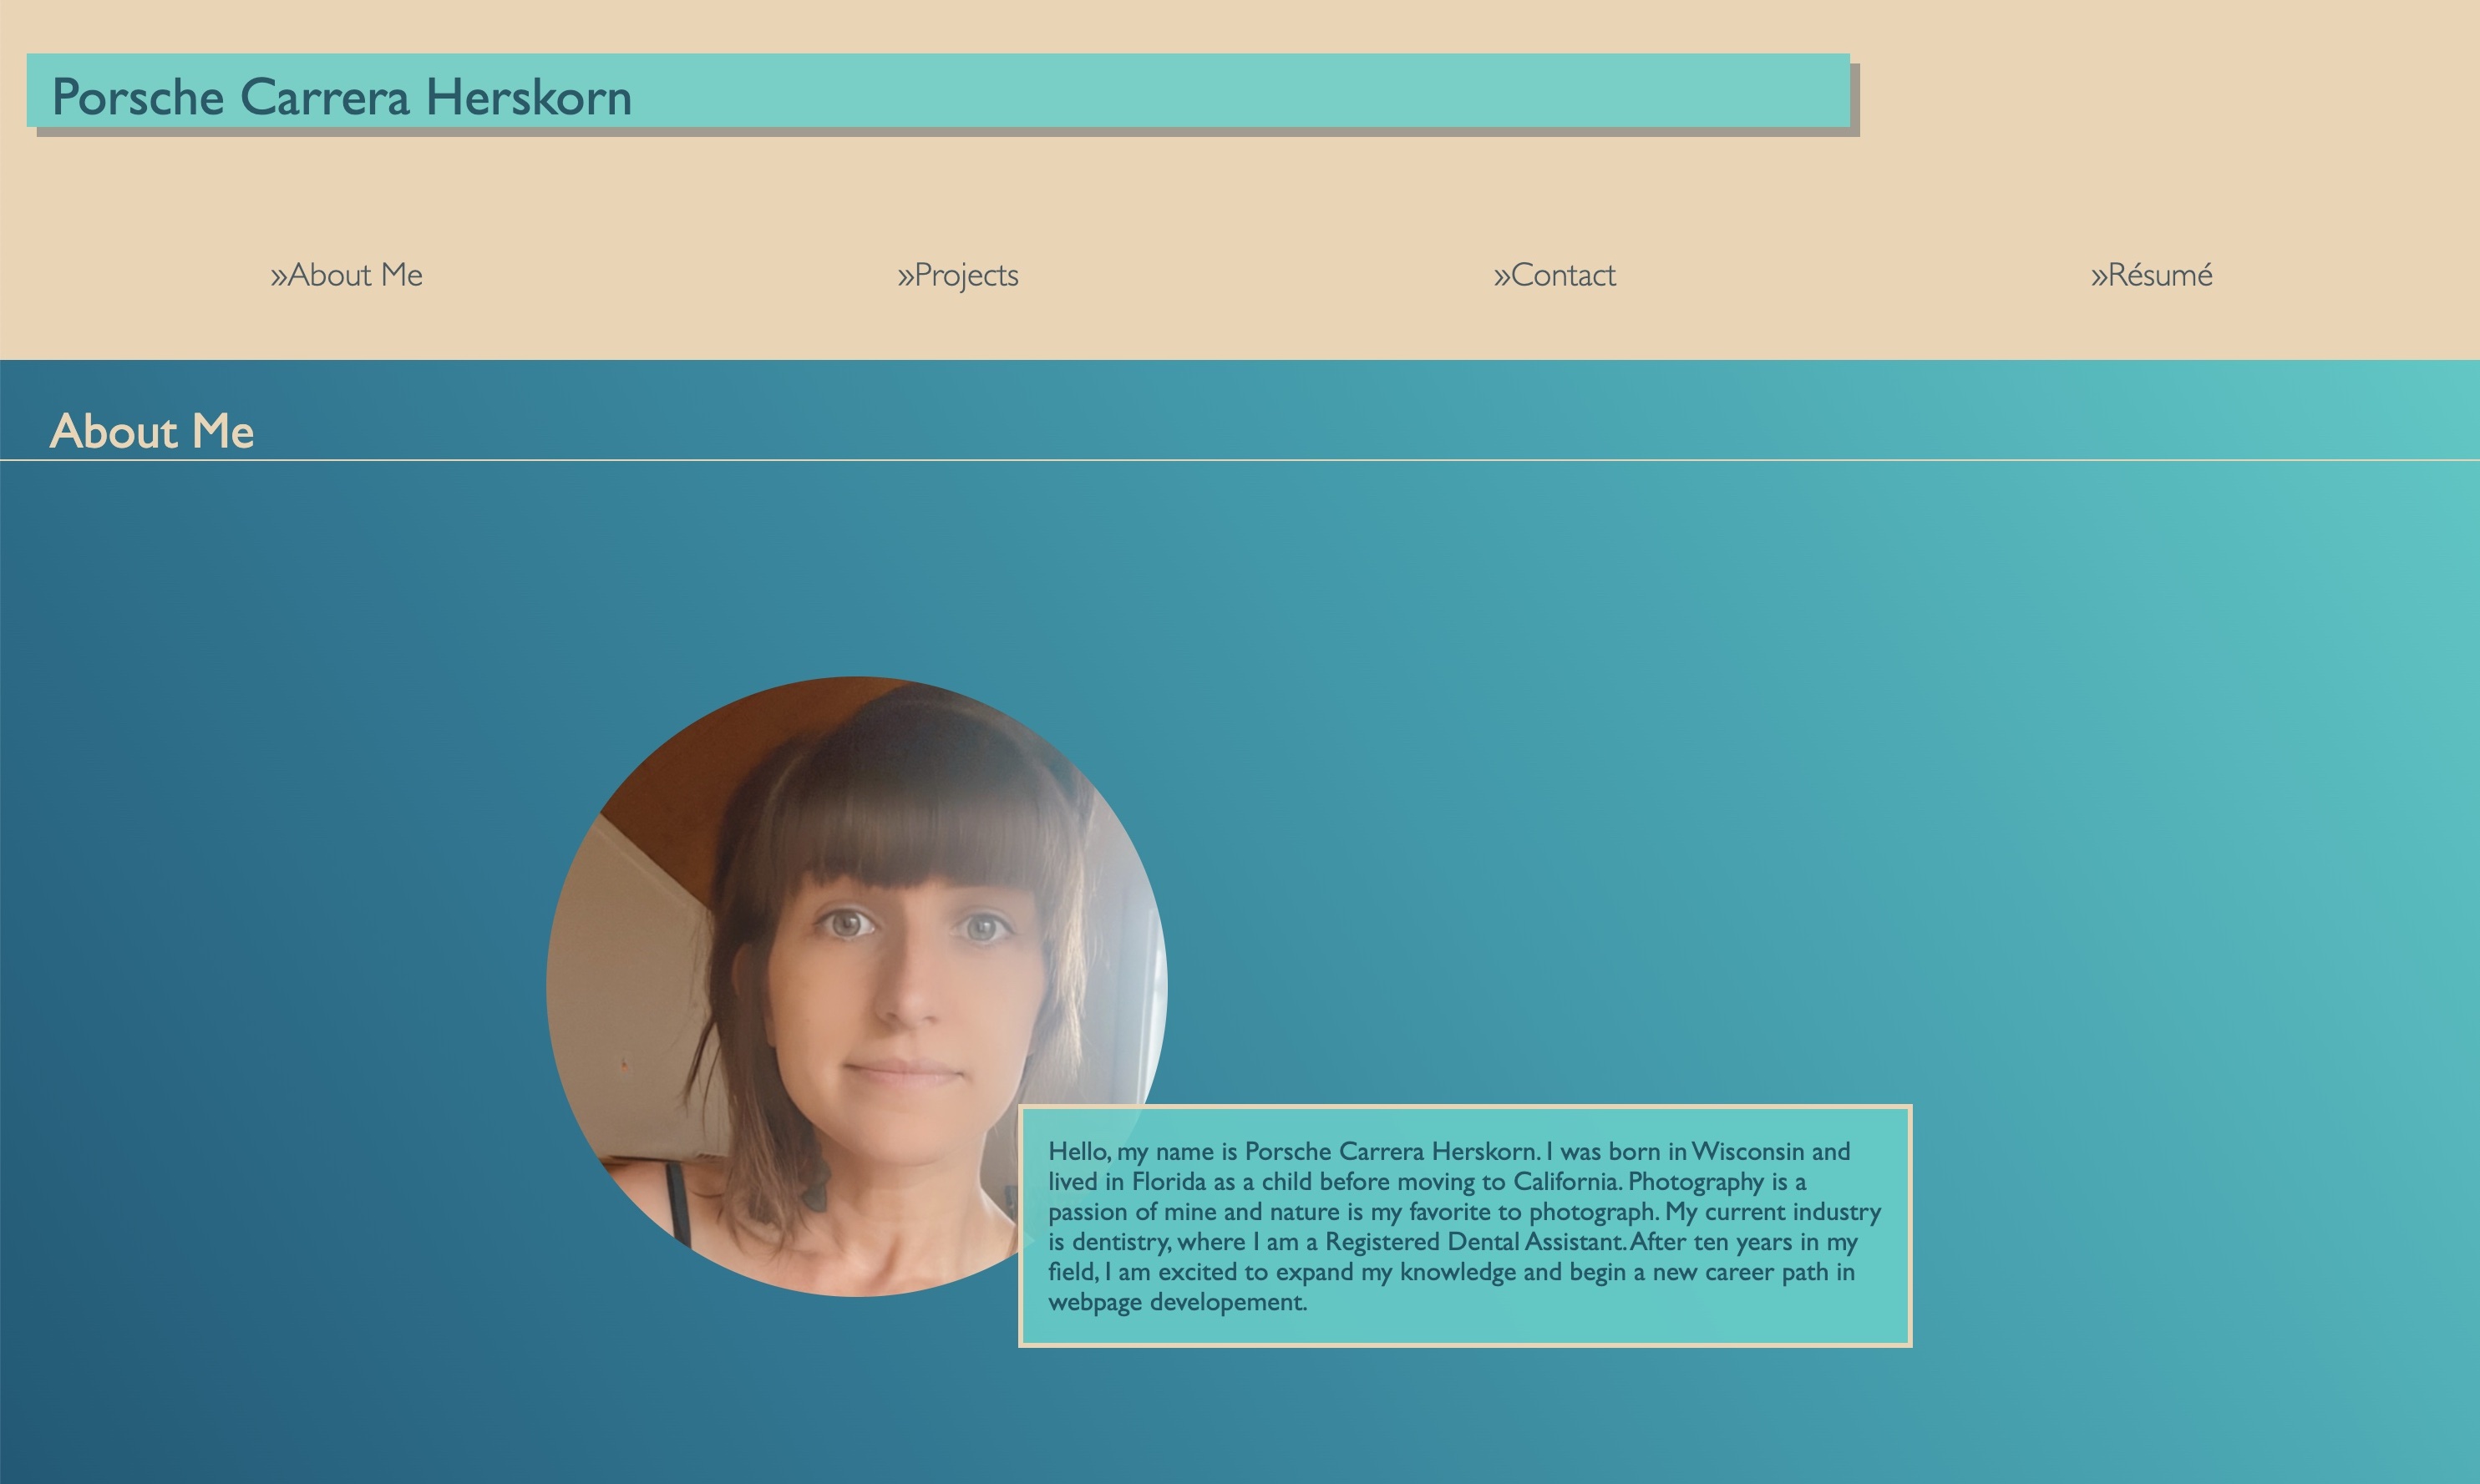 Porsche Carrera Herskorn
»About Me
»Projects
»Contact
»Résumé
About Me
Hello, my name is Porsche Carrera Herskorn. I was born in Wisconsin and
lived in Florida as a child before moving to California. Photography is a
passion of mine and nature is my favorite to photograph. My current industry
is dentistry, where I am a Registered Dental Assistant. After ten years in my
field, I am excited to expand my knowledge and begin a new career path in
webpage developement.